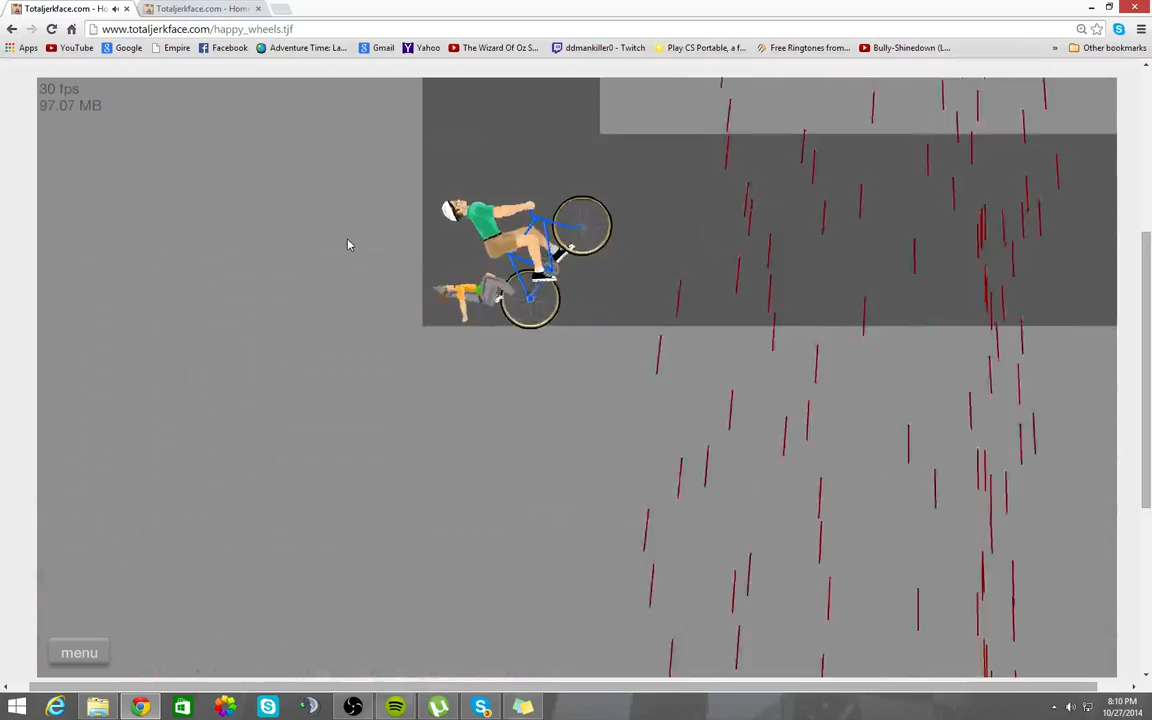 Totaljerkface.com - H
Totaljerkface.com - Hom
www.totaljerkface.com/happy_wheels.tjf
Apps
YouTube
Google
Empire
Facebook
Adventure Time: La...
Gmail
Yahoo
The Wizard Of Oz S...
ddmankiller0 - Twitch
Play CS Portable, a f...
Free Ringtones from...
Bully-Shinedown (L...
»
Other bookmarks
30 fps
97.07 MB
menu
8:10 PM
10/27/2014